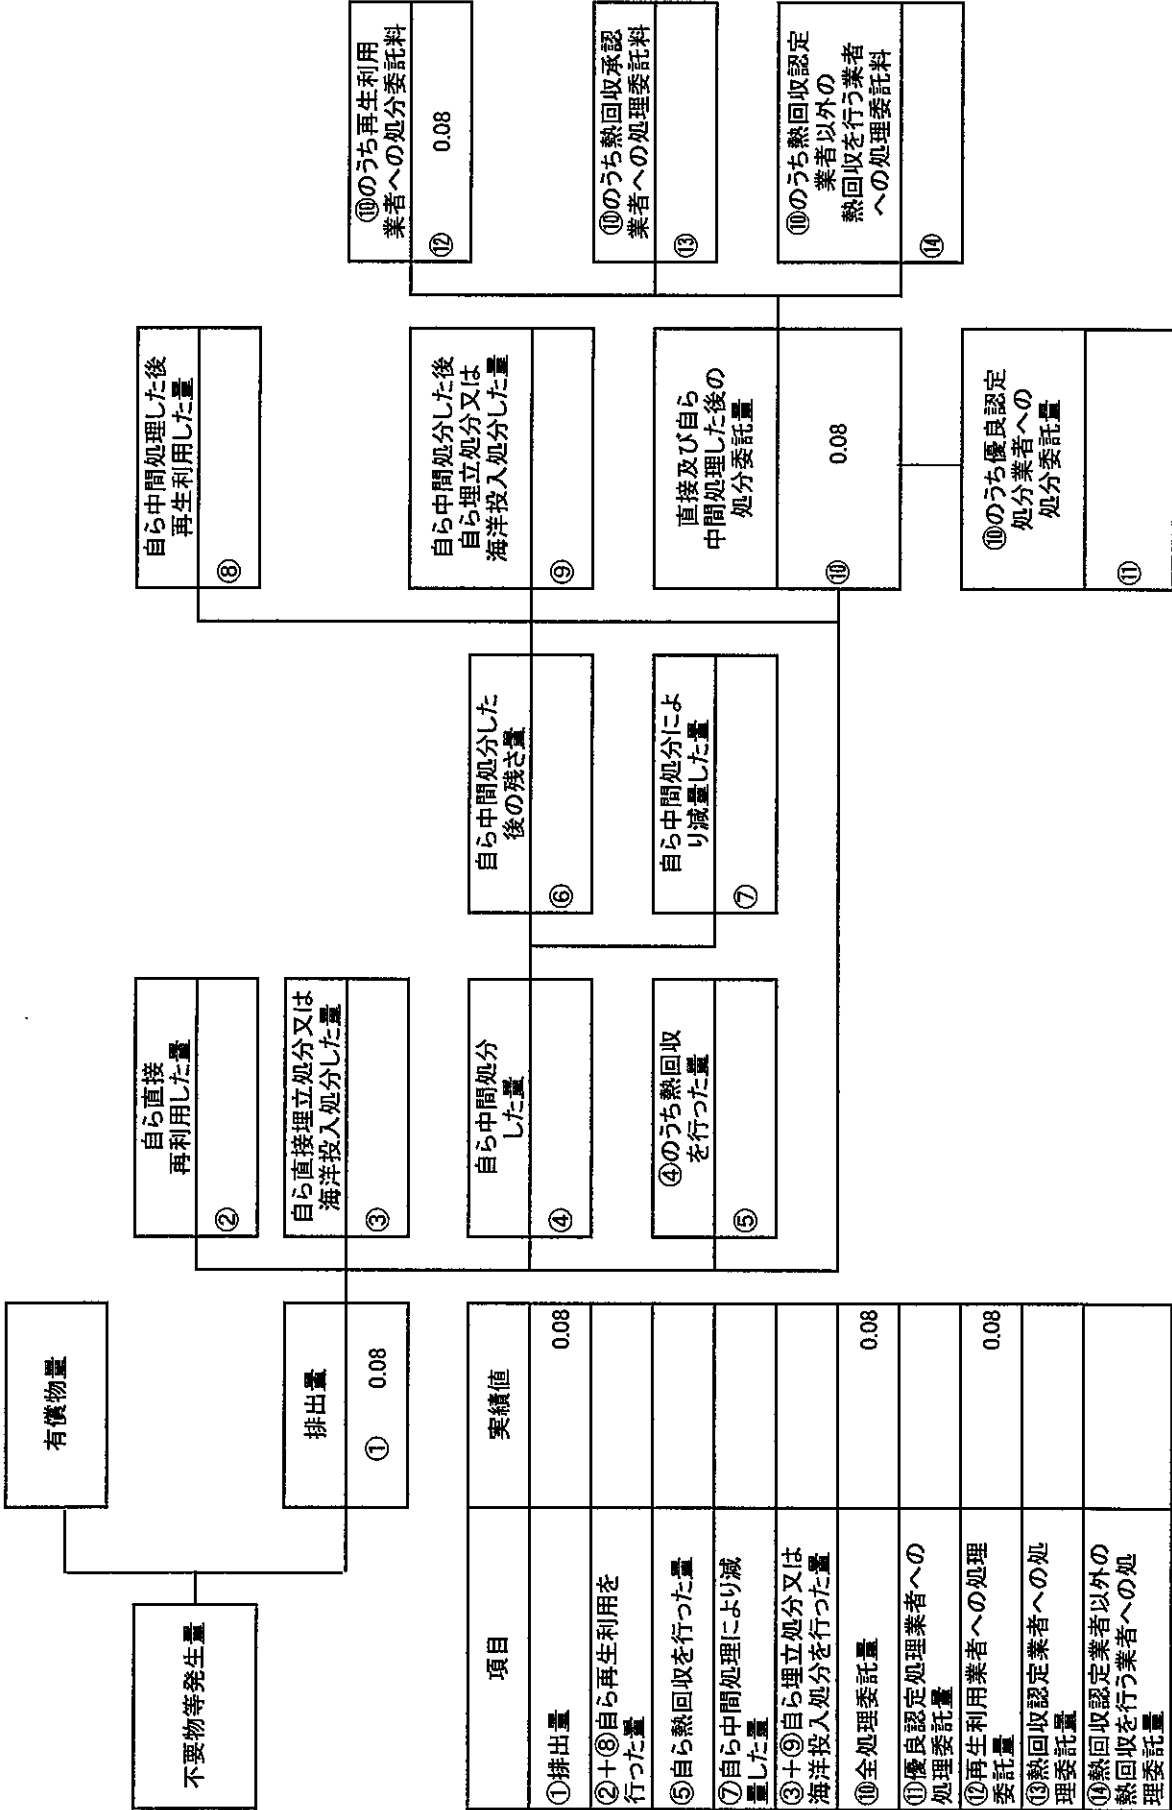 不要物等発生量
有償物量
排出量
① 0.08
自ら直接
再利用した量
②
自ら直接埋立処分又は
海洋投入処分した量
③
自ら中間処分
した量
④
④のうち熱回収
を行った量
⑤
自ら中間処分した
後の残さ量
⑥
自ら中間処分によ
り減量した量
⑦
自ら中間処理した後
再生利用した量
⑧
自ら中間処分した後
自ら埋立処分又は
海洋投入処分した量
⑨
直接及び自ら
中間処理した後の
処分委託量
⑩ 0.08
⑩のうち優良認定
処分業者への
処分委託量
⑪
⑩のうち再生利用
業者への処分委託料
⑫ 0.08
⑩のうち熱回収承認
業者への処理委託料
⑬
⑩のうち熱回収認定
業者以外の
熱回収を行う業者
への処理委託料
⑭
項目 実績値
①排出量 0.08
②＋⑧自ら再生利用を
行った量
⑤自ら熱回収を行った量
⑦自ら中間処理により減
量した量
③＋⑨自ら埋立処分又は
海洋投入処分を行った量
⑩全処理委託量 0.08
⑪優良認定処理業者への
処理委託量
⑫再生利用業者への処理
委託量 0.08
⑬熱回収認定業者への処
理委託量
⑭熱回収認定業者以外の
熱回収を行う業者への処
理委託量